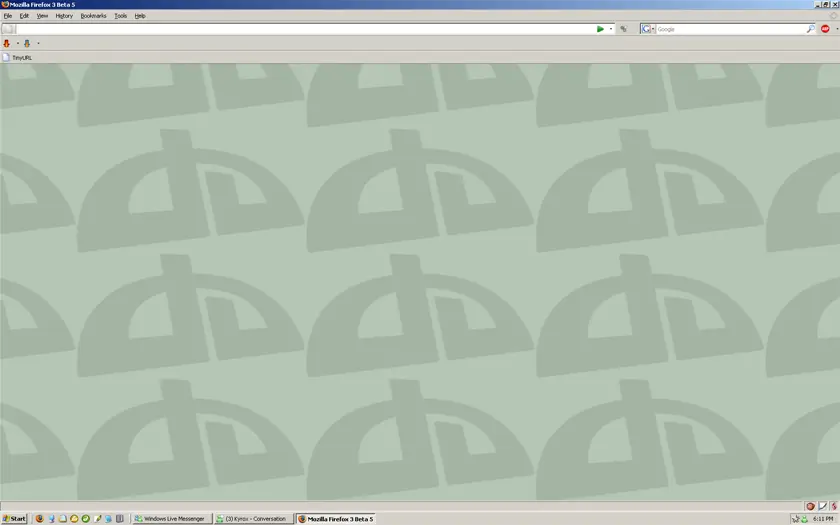 Mozilla Firefox 3 Beta 5
File Edit View History Bookmarks Tools Help
Google
TinyURL
Start Windows Live Messenger (3) Kyrox - Conversation Mozilla Firefox 3 Beta 5 6:11 PM